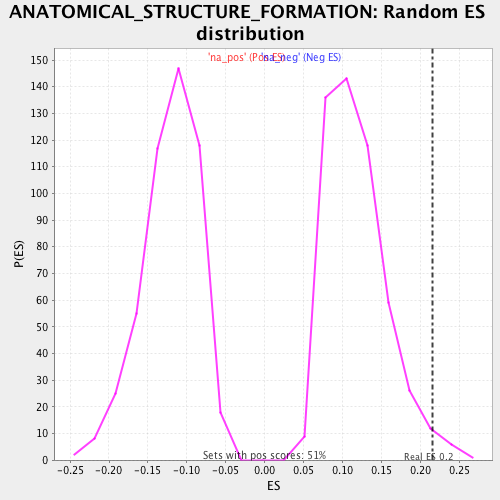 ANATOMICAL_STRUCTURE_FORMATION: Random ES
distribution
'na_pos' (Pos ES)
'na_neg' (Neg ES)
150
140
130
120
110
100
90
80
70
60
50
40
30
20
10
0
P(ES)
Sets with pos scores: 51%
Real ES 0.2
-0.25 -0.20 -0.15 -0.10 -0.05 0.00 0.05 0.10 0.15 0.20 0.25
ES